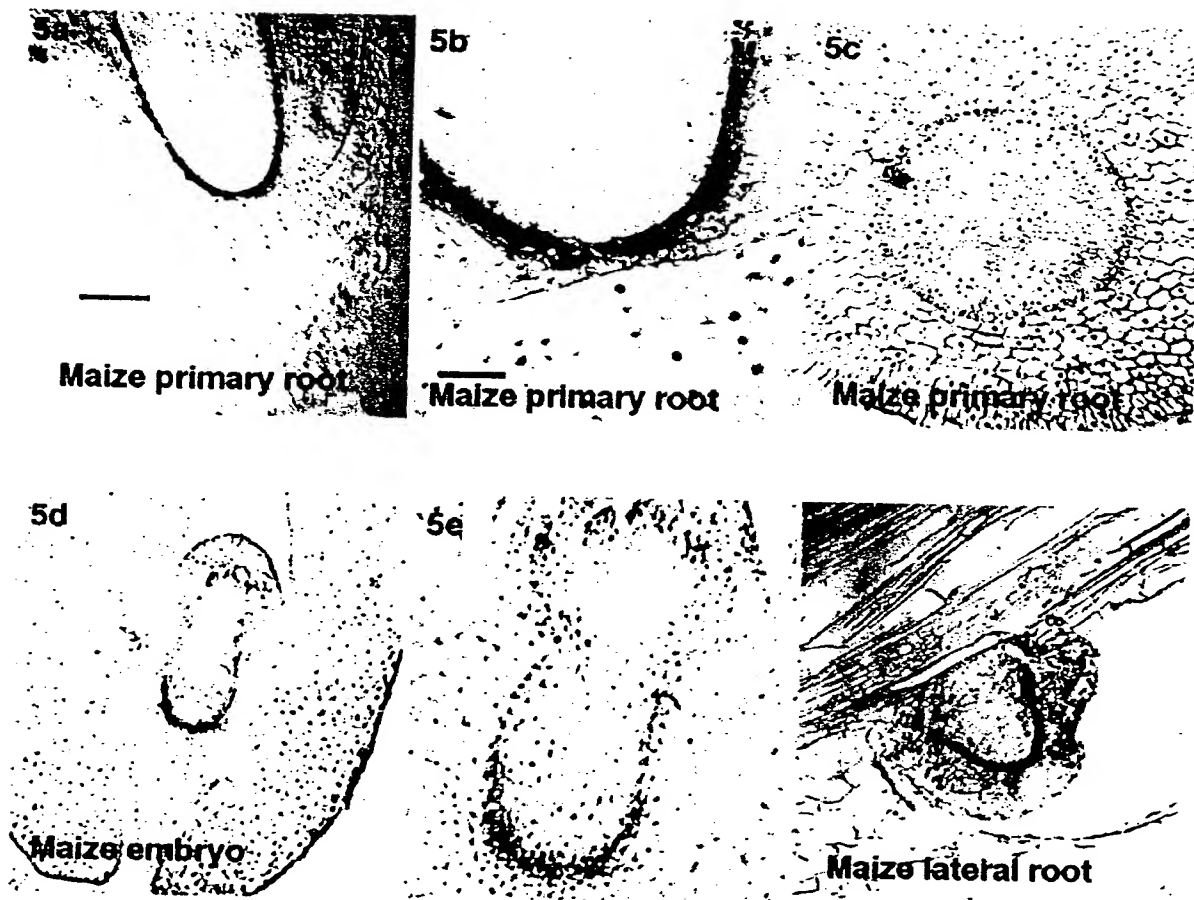 5a
5b
5c
Maize primary root
Maize primary root
Maize primary root
5d
5e
Maize embryo
Maize lateral root